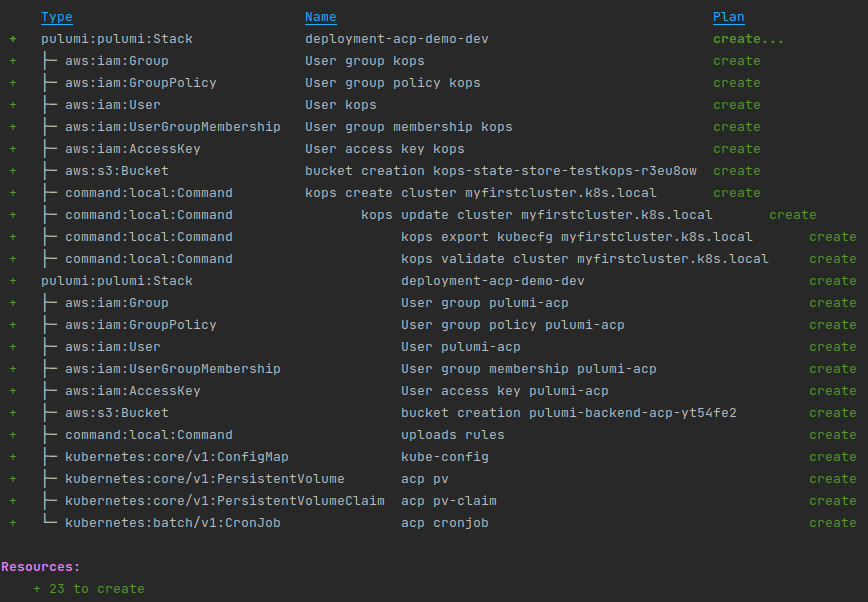 Type Name Plan
+ pulumi:pulumi:Stack deployment-acp-demo-dev create...
+ ├─ aws:iam:Group User group kops create
+ ├─ aws:iam:GroupPolicy User group policy kops create
+ ├─ aws:iam:User User kops create
+ ├─ aws:iam:UserGroupMembership User group membership kops create
+ ├─ aws:iam:AccessKey User access key kops create
+ ├─ aws:s3:Bucket bucket creation kops-state-store-testkops-r3eu8ow create
+ ├─ command:local:Command kops create cluster myfirstcluster.k8s.local create
+ ├─ command:local:Command kops update cluster myfirstcluster.k8s.local create
+ ├─ command:local:Command kops export kubecfg myfirstcluster.k8s.local create
+ ├─ command:local:Command kops validate cluster myfirstcluster.k8s.local create
+ pulumi:pulumi:Stack deployment-acp-demo-dev create
+ ├─ aws:iam:Group User group pulumi-acp create
+ ├─ aws:iam:GroupPolicy User group policy pulumi-acp create
+ ├─ aws:iam:User User pulumi-acp create
+ ├─ aws:iam:UserGroupMembership User group membership pulumi-acp create
+ ├─ aws:iam:AccessKey User access key pulumi-acp create
+ ├─ aws:s3:Bucket bucket creation pulumi-backend-acp-yt54fe2 create
+ ├─ command:local:Command uploads rules create
+ ├─ kubernetes:core/v1:ConfigMap kube-config create
+ ├─ kubernetes:core/v1:PersistentVolume acp pv create
+ ├─ kubernetes:core/v1:PersistentVolumeClaim acp pv-claim create
+ └─ kubernetes:batch/v1:CronJob acp cronjob create
Resources:
+ 23 to create